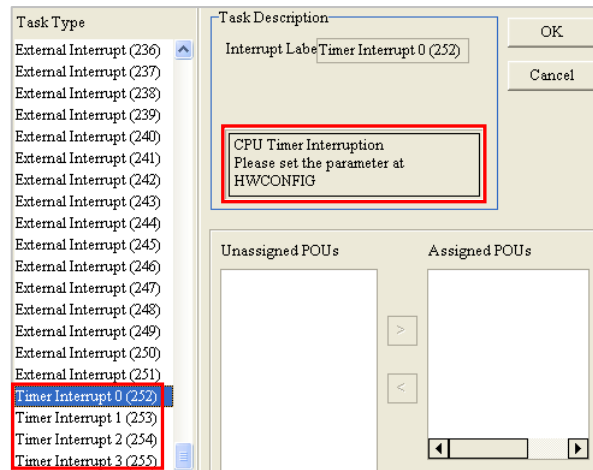 Task Type
External Interrupt (236)
External Interrupt (237)
External Interrupt (238)
External Interrupt (239)
External Interrupt (240)
External Interrupt (241)
External Interrupt (242)
External Interrupt (243)
External Interrupt (244)
External Interrupt (245)
External Interrupt (246)
External Interrupt (247)
External Interrupt (248)
External Interrupt (249)
External Interrupt (250)
External Interrupt (251)
Timer Interrupt 0 (252)
Timer Interrupt 1 (253)
Timer Interrupt 2 (254)
Timer Interrupt 3 (255)
Task Description
Interrupt Labe Timer Interrupt 0 (252)
CPU Timer Interruption
Please set the parameter at
HWCONFIG
OK
Cancel
Unassigned POUs
Assigned POUs
>
<